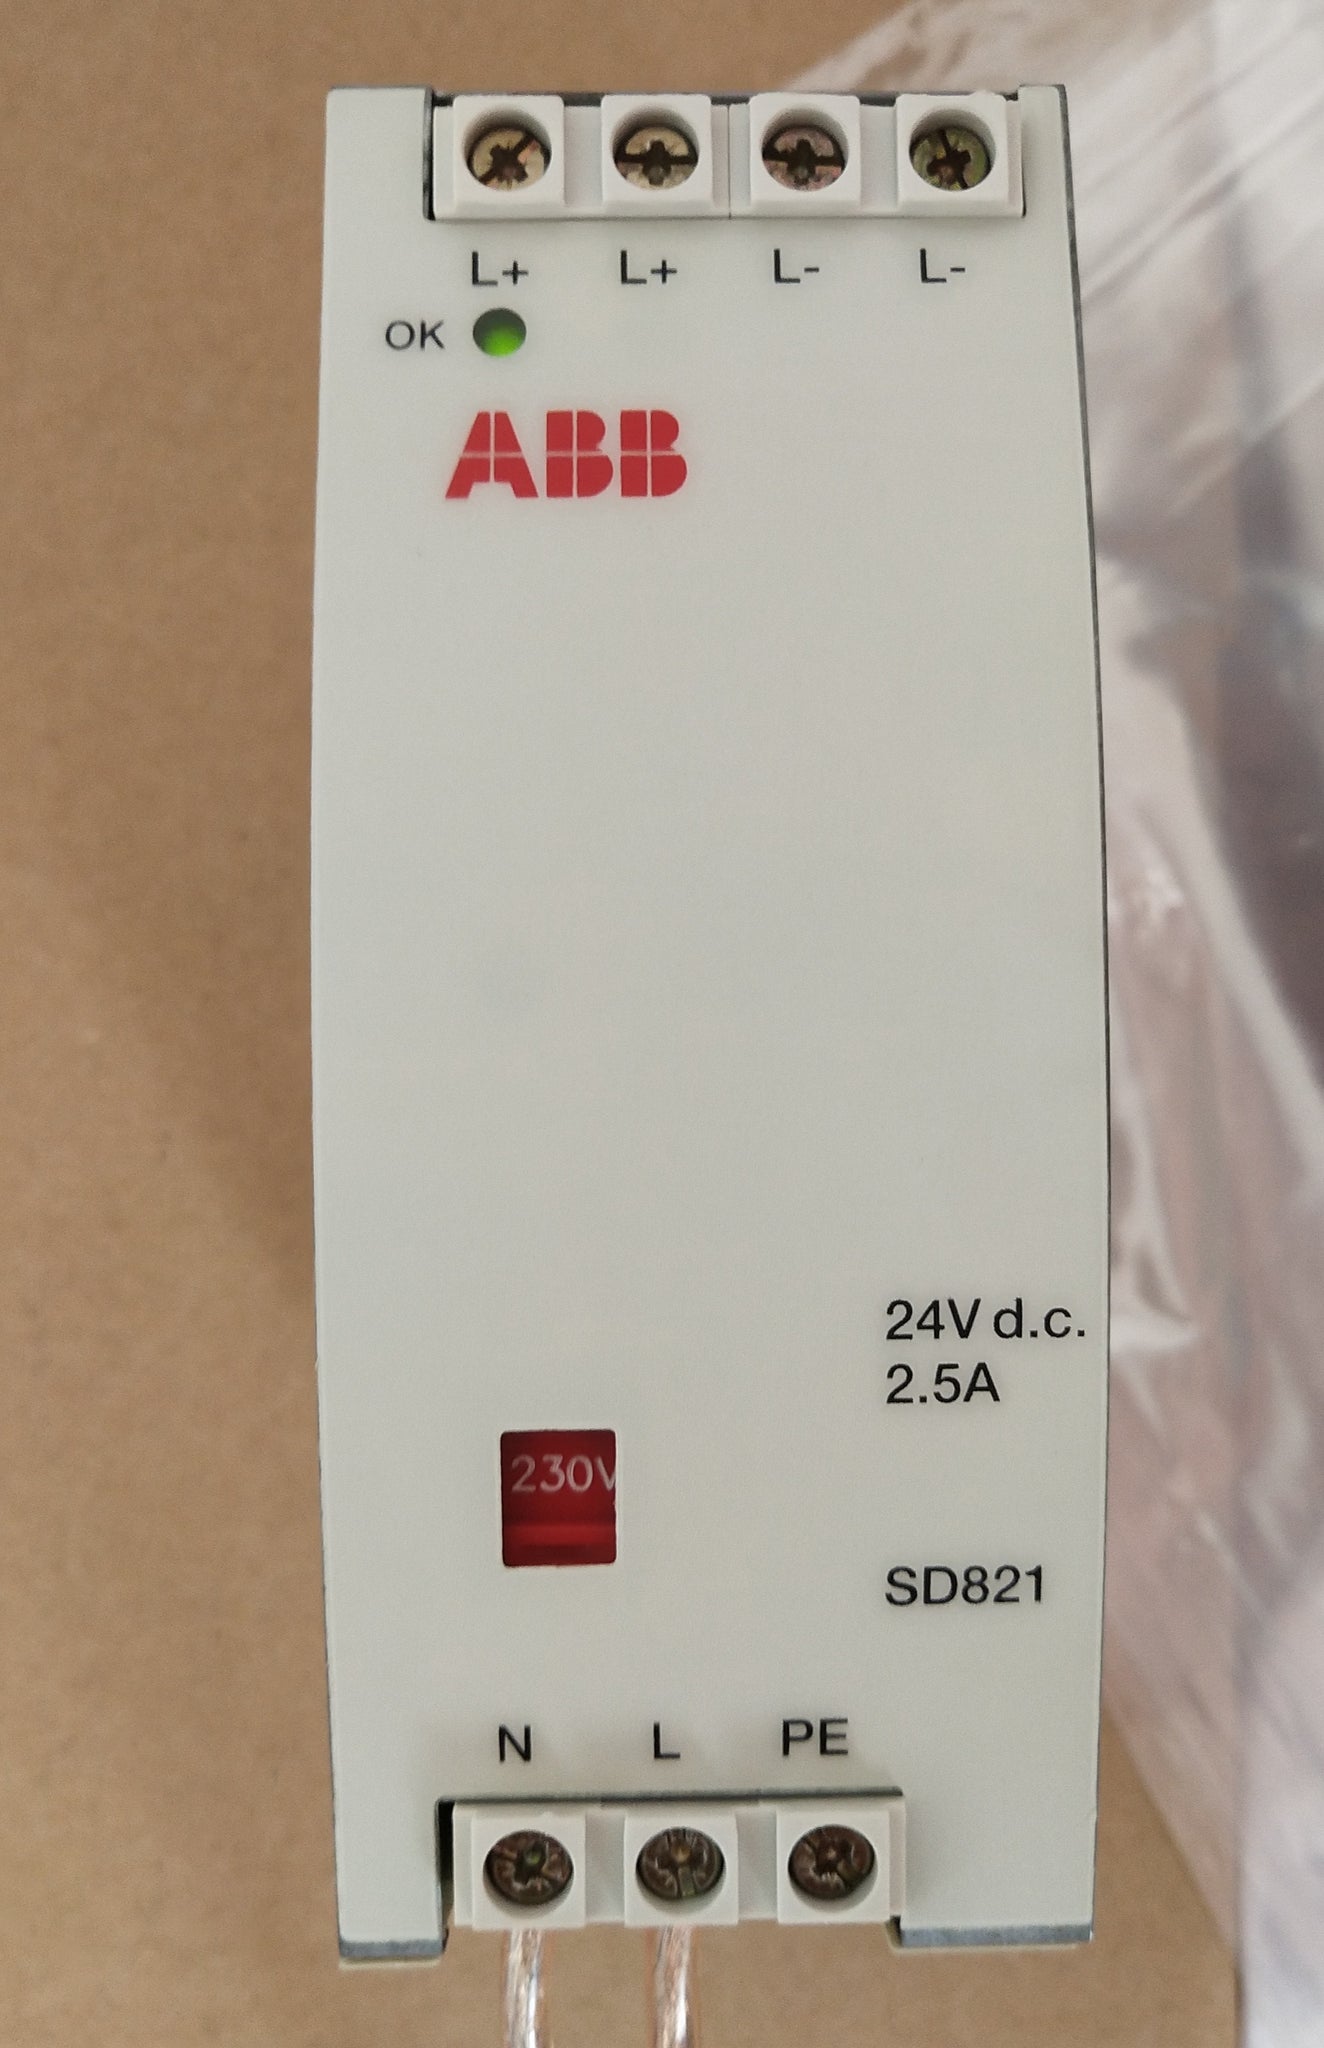 L+ L+ L- L-
OK
ABB
24V d.c.
2.5A
230V
SD821
N L PE